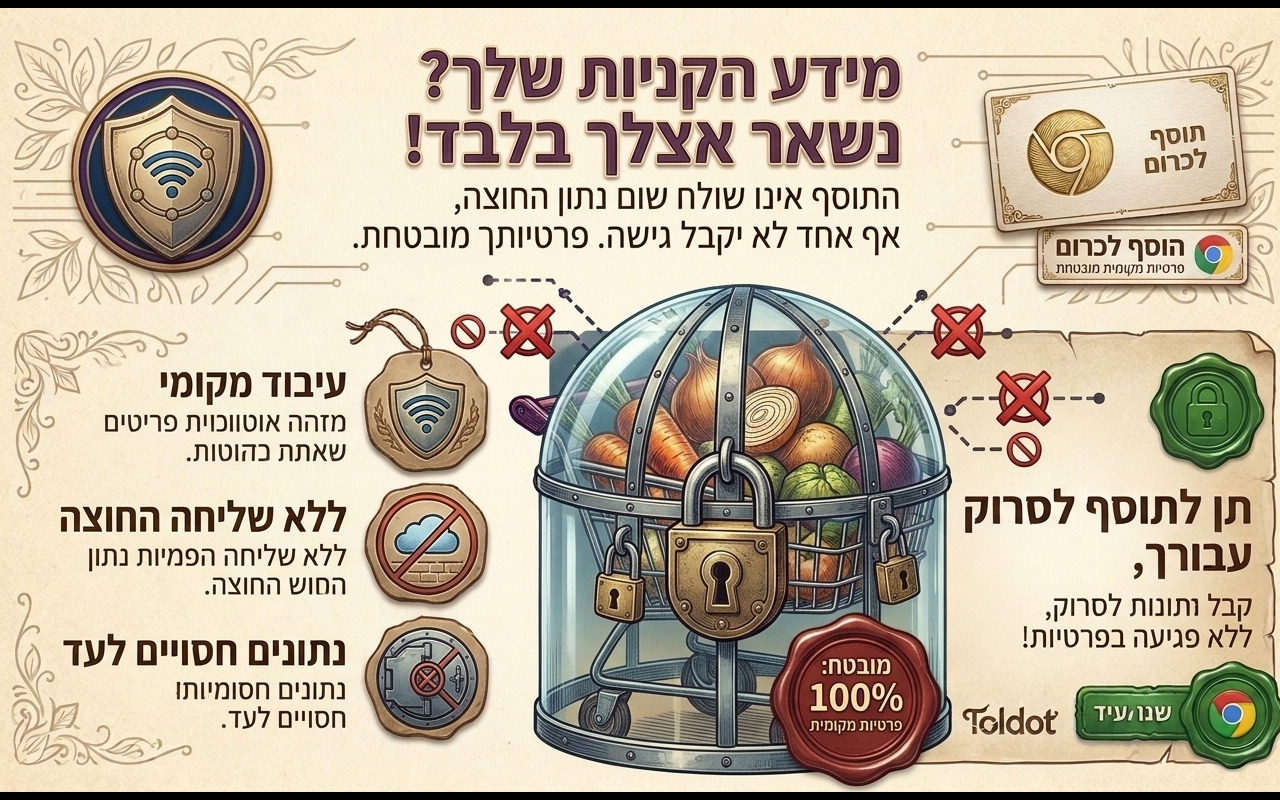 מידע הקניות שלך?
נשאר אצלך בלבד!
התוסף אינו שולח שום נתון החוצה,
אף אחד לא יקבל גישה. פרטיותך מובטחת.
תוסף
לכרום
הוסף לכרום
פרטיות מקומית מובטחת
עיבוד מקומי
מזהה אוטווכוית פריטים
שאתת כהוטות.
ללא שליחה החוצה
ללא שליחה הפמיות נתון
החוש החוצה.
נתונים חסויים לעד
נתונים חסומיותו
חסויים לעד.
תן לתוסף לסרוק
עבורך,
קבל ותונות לסרוק,
ללא פגיעה בפרטיות!
מובטח:
100%
פרטיות מקומית
Toldot